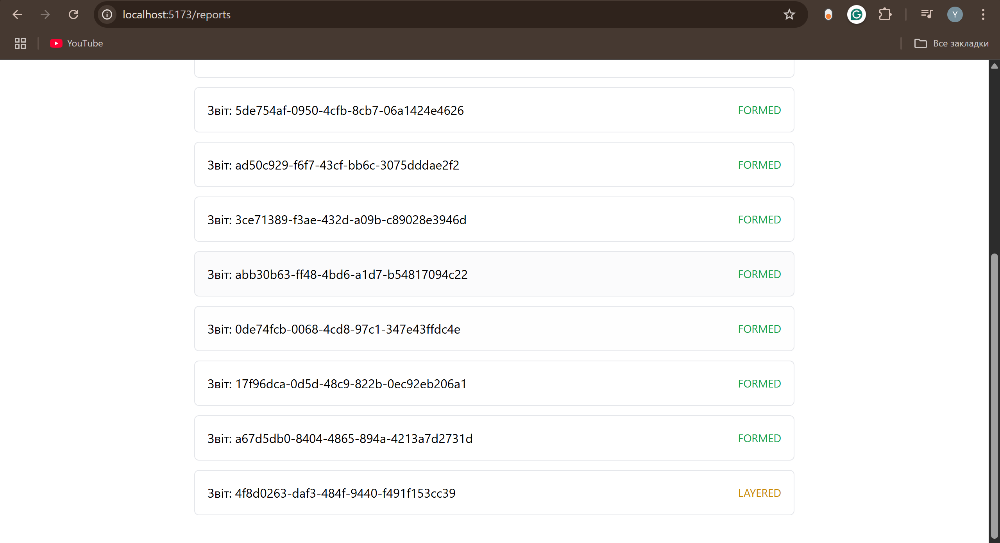 localhost:5173/reports
Y
YouTube
Все закладки
Звіт: 5de754af-0950-4cfb-8cb7-06a1424e4626 FORMED
Звіт: ad50c929-f6f7-43cf-bb6c-3075dddae2f2 FORMED
Звіт: 3ce71389-f3ae-432d-a09b-c89028e3946d FORMED
Звіт: abb30b63-ff48-4bd6-a1d7-b54817094c22 FORMED
Звіт: 0de74fcb-0068-4cd8-97c1-347e43ffdc4e FORMED
Звіт: 17f96dca-0d5d-48c9-822b-0ec92eb206a1 FORMED
Звіт: a67d5db0-8404-4865-894a-4213a7d2731d FORMED
Звіт: 4f8d0263-daf3-484f-9440-f491f153cc39 LAYERED